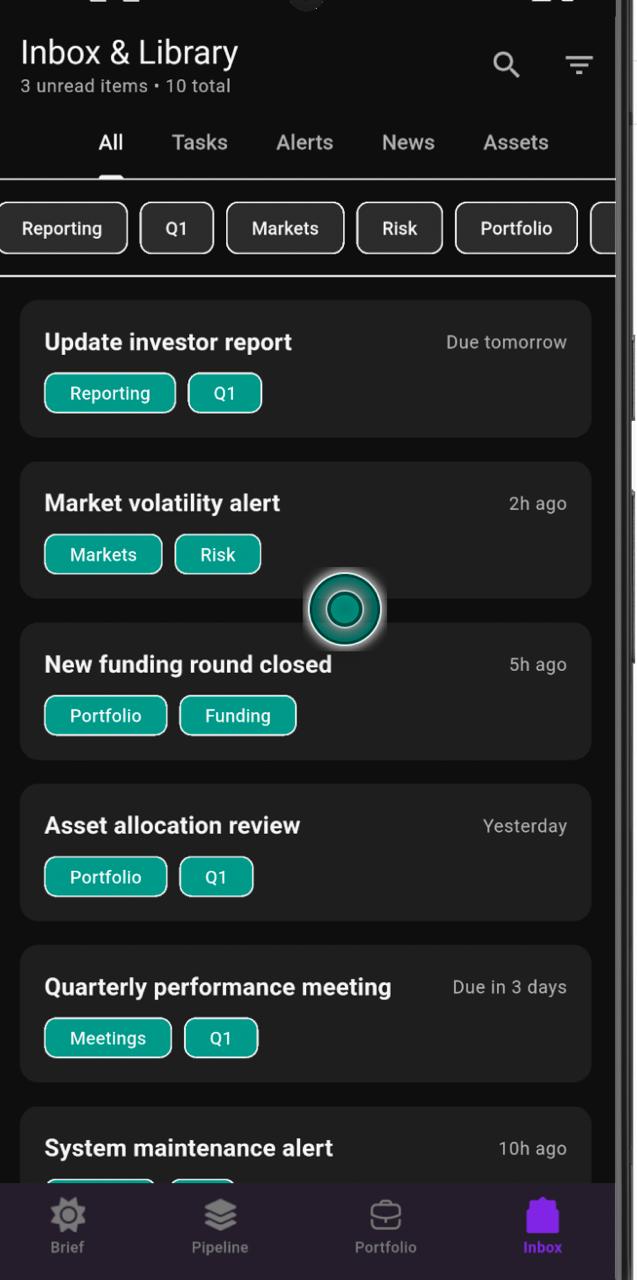 Inbox & Library
3 unread items • 10 total
All Tasks Alerts News Assets
Reporting Q1 Markets Risk Portfolio
Update investor report Due tomorrow
Reporting Q1
Market volatility alert 2h ago
Markets Risk
New funding round closed 5h ago
Portfolio Funding
Asset allocation review Yesterday
Portfolio Q1
Quarterly performance meeting Due in 3 days
Meetings Q1
System maintenance alert 10h ago
Brief Pipeline Portfolio Inbox